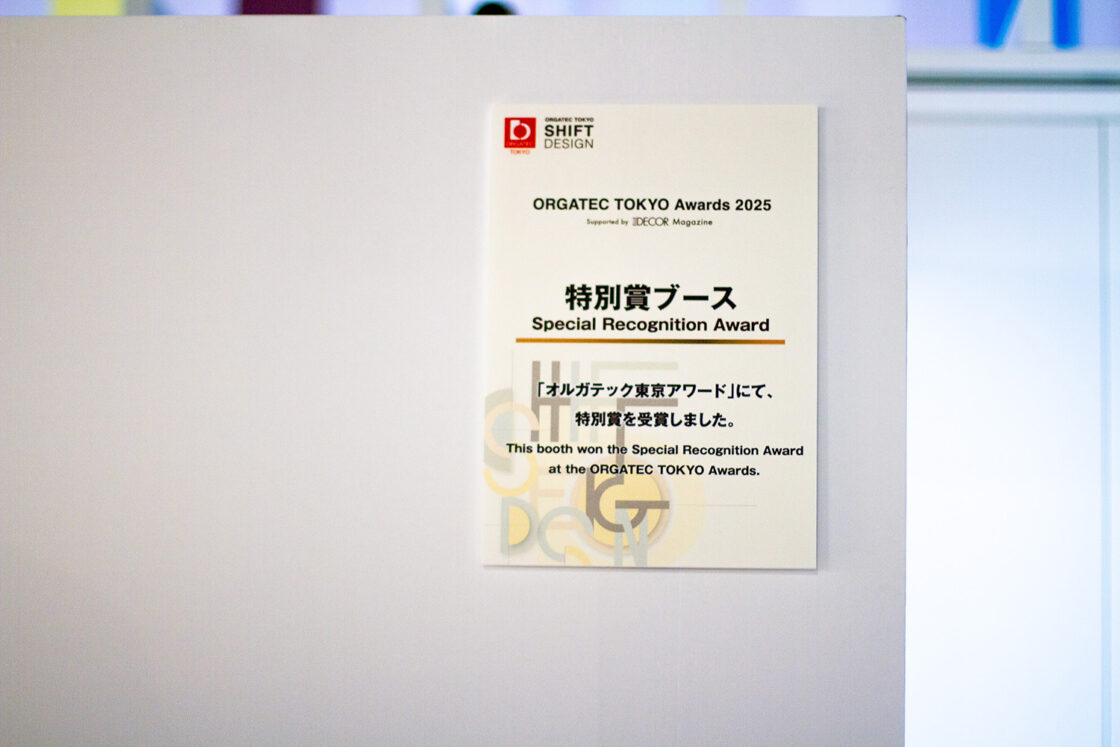 ORGATEC
TOKYO
ORGATEC TOKYO
SHIFT
DESIGN
ORGATEC TOKYO Awards 2025
Supported by IDECOR Magazine
特別賞ブース
Special Recognition Award
「オルガテック東京アワード」にて、
特別賞を受賞しました。
This booth won the Special Recognition Award
at the ORGATEC TOKYO Awards.